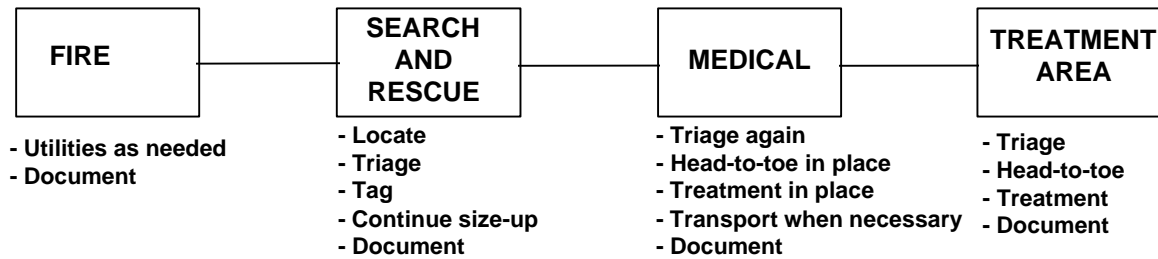 FIRE
- Utilities as needed
- Document
SEARCH
AND
RESCUE
- Locate
- Triage
- Tag
- Continue size-up
- Document
MEDICAL
- Triage again
- Head-to-toe in place
- Treatment in place
- Transport when necessary
- Document
TREATMENT
AREA
- Triage
- Head-to-toe
- Treatment
- Document